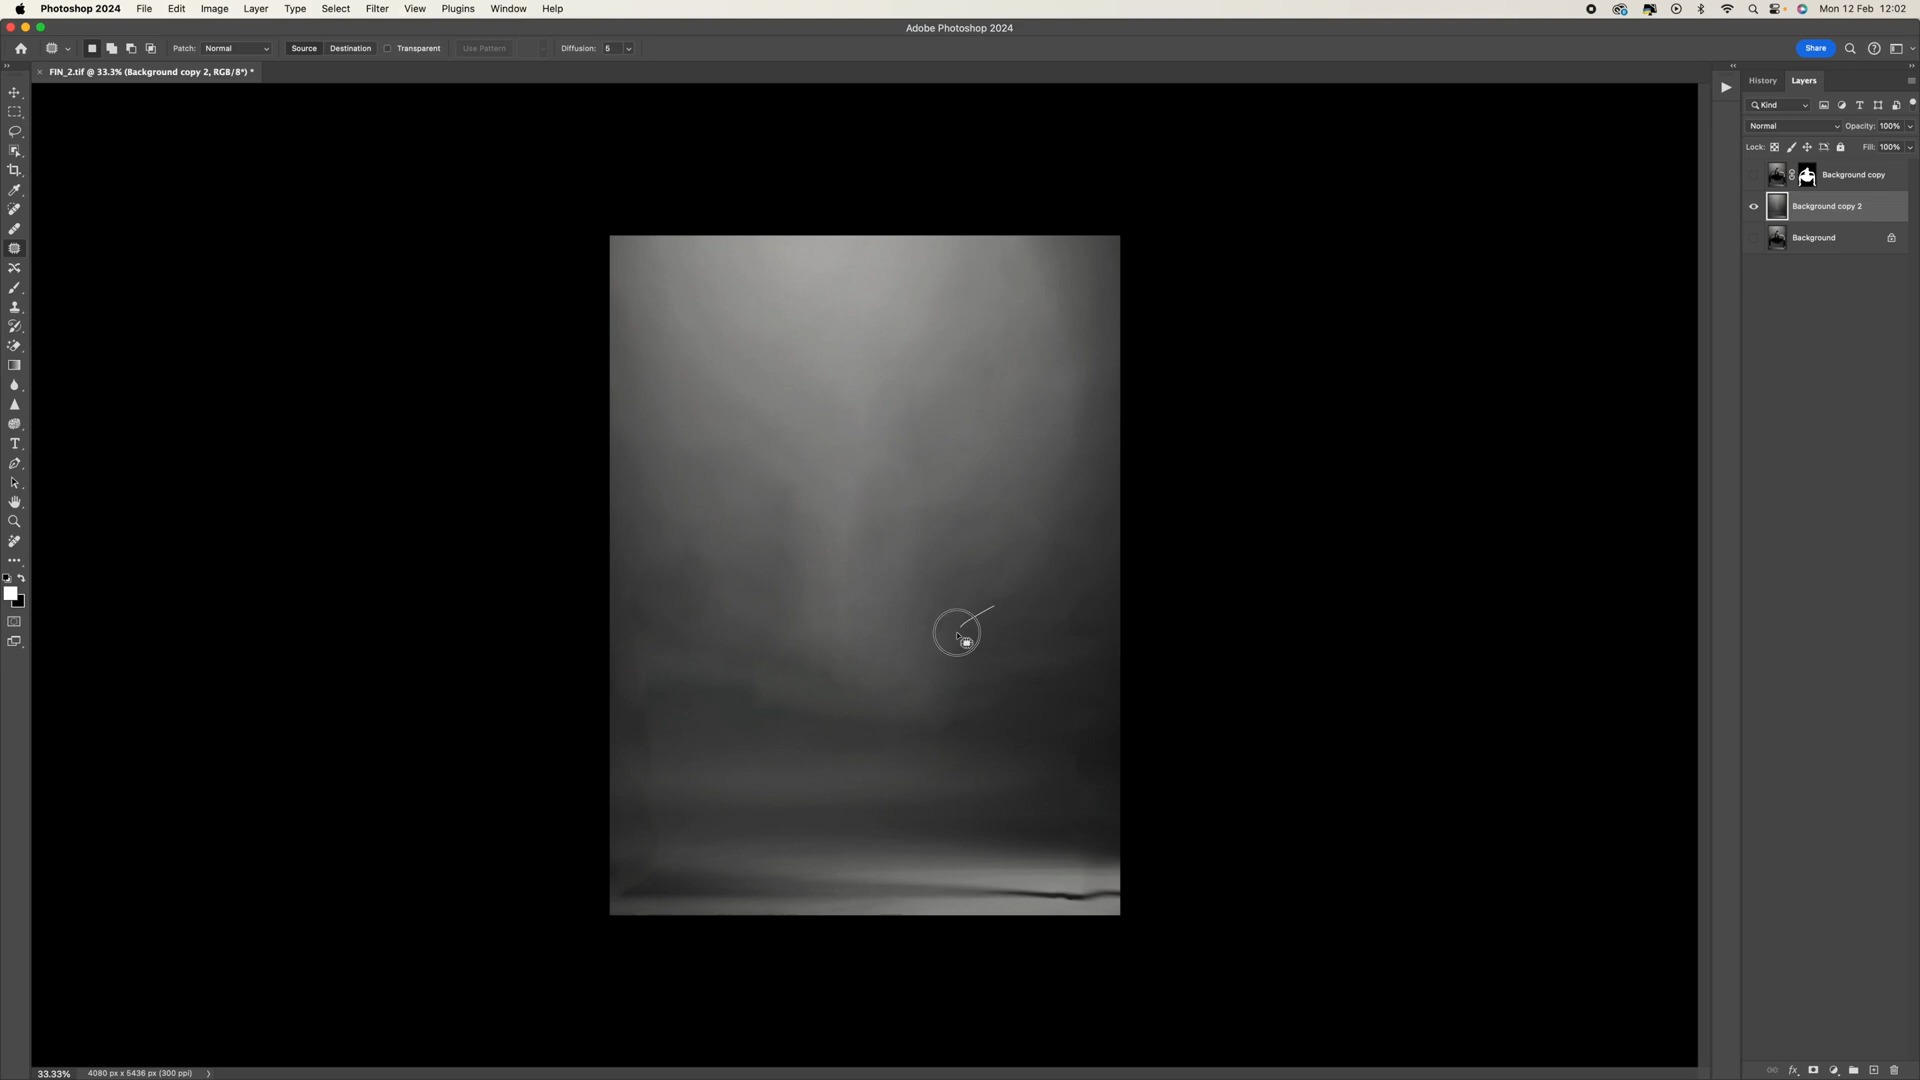 Photoshop 2024 File Edit Image Layer Type Select Filter View Plugins Window Help Mon 12 Feb 12:02
Adobe Photoshop 2024
Patch: Normal Source Destination Transparent Use Pattern Diffusion: 5 Share
FIN_2.tif @ 33.3% (Background copy 2, RGB/8*) *
History Layers
Kind
Normal Opacity: 100%
Lock: Fill: 100%
Background copy
Background copy 2
Background
33.33% 4080 px x 5436 px (300 ppi)